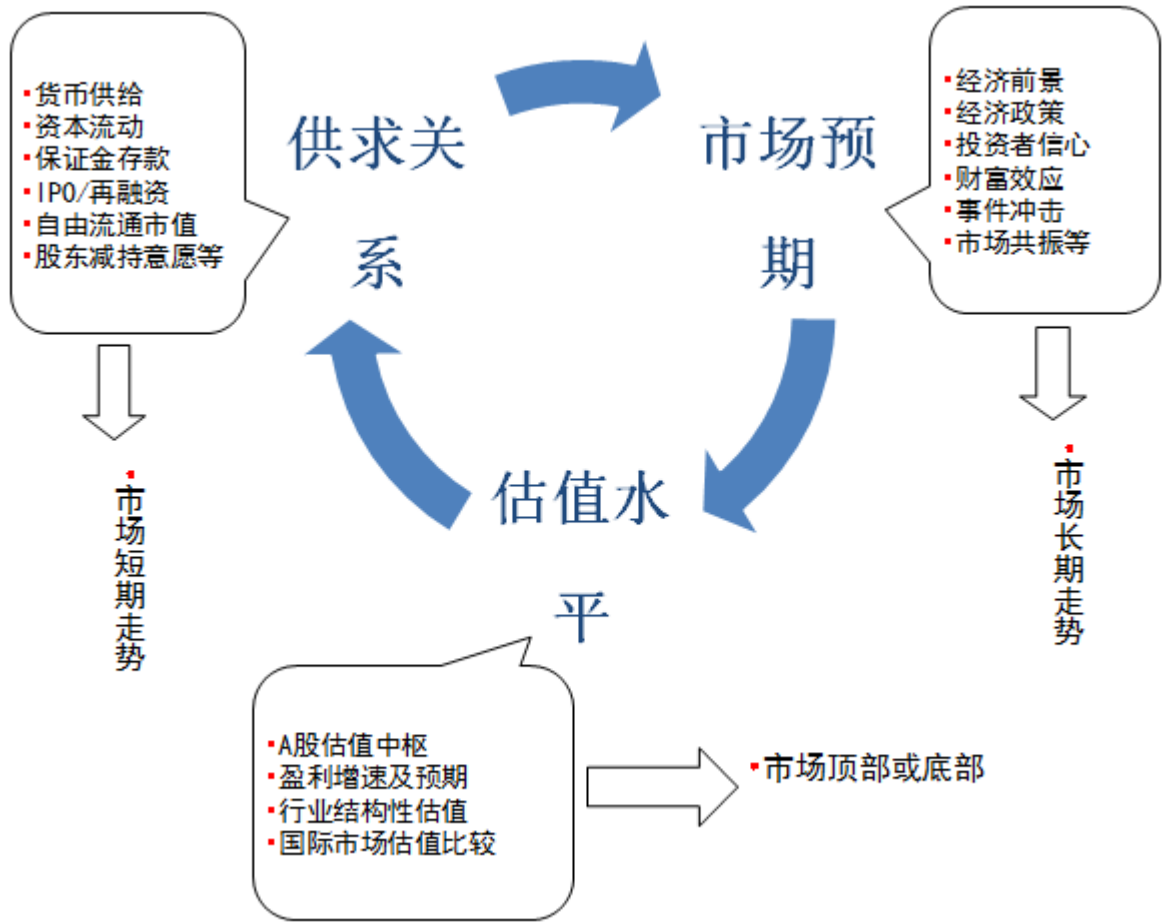 ▪货币供给
▪资本流动
▪保证金存款
▪IPO/再融资
▪自由流通市值
▪股东减持意愿等
供求关
系
市场预
期
▪经济前景
▪经济政策
▪投资者信心
▪财富效应
▪事件冲击
▪市场共振等
▪市场短期走势
估值水
平
▪市场长期走势
▪A股估值中枢
▪盈利增速及预期
▪行业结构性估值
▪国际市场估值比较
▪市场顶部或底部